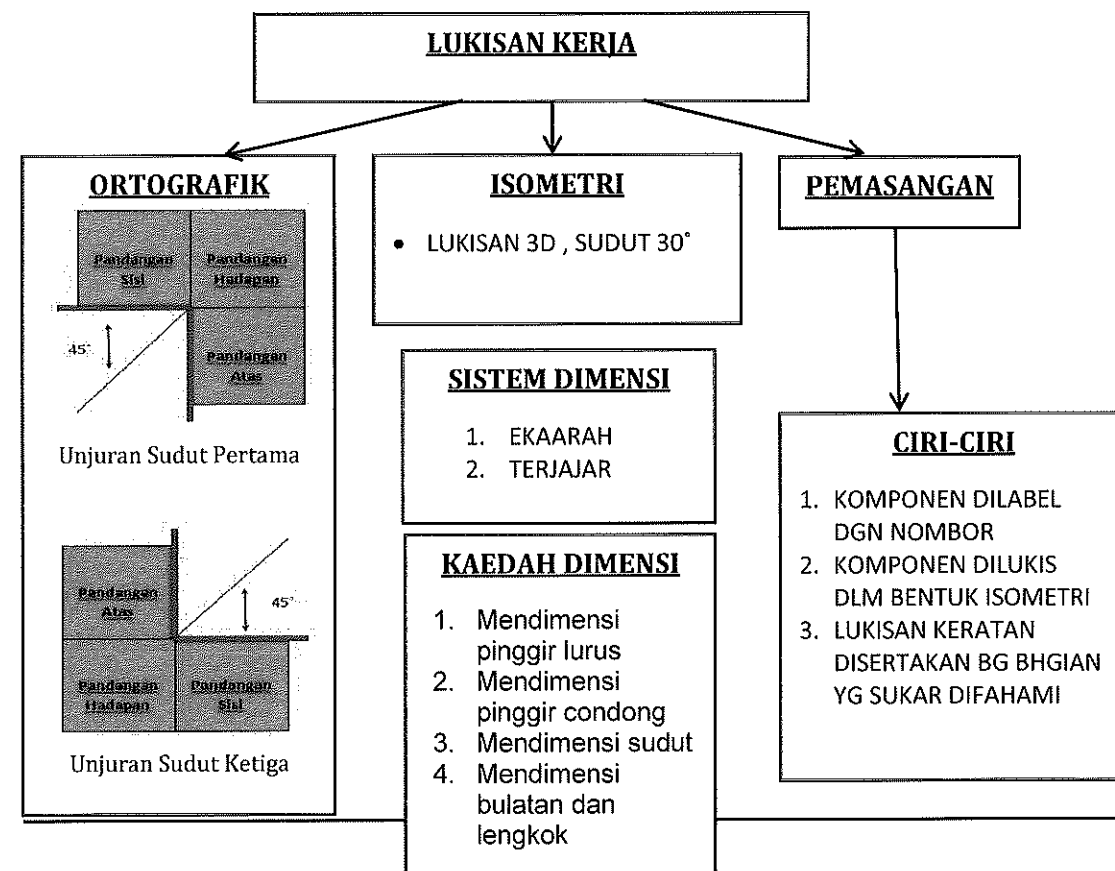 LUKISAN KERJA
ORTOGRAFIK
Pandangan
Sisi
Pandangan
Hadapan
45°
Pandangan
Atas
Unjuran Sudut Pertama
Pandangan
Atas
45°
Pandangan
Hadapan
Pandangan
Sisi
Unjuran Sudut Ketiga
ISOMETRI
• LUKISAN 3D , SUDUT 30°
SISTEM DIMENSI
1. EKAARAH
2. TERJAJAR
KAEDAH DIMENSI
1. Mendimensi
pinggir lurus
2. Mendimensi
pinggir condong
3. Mendimensi sudut
4. Mendimensi
bulatan dan
lengkok
PEMASANGAN
CIRI-CIRI
1. KOMPONEN DILABEL
DGN NOMBOR
2. KOMPONEN DILUKIS
DLM BENTUK ISOMETRI
3. LUKISAN KERATAN
DISERTAKAN BG BHGIAN
YG SUKAR DIFAHAMI